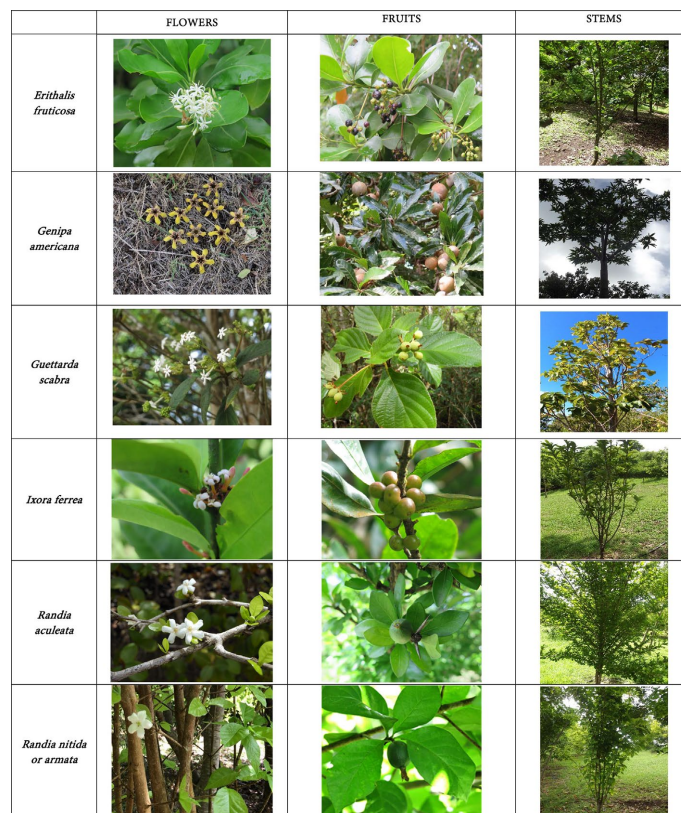 FLOWERS FRUITS STEMS
Erithalis
fruticosa
Genipa
americana
Guettarda
scabra
Ixora ferrea
Randia
aculeata
Randia nitida
or armata